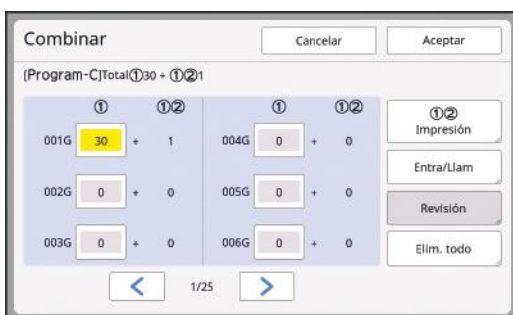 Combinar Cancelar Aceptar
[Program-C]Total①30 + ①②1
① ①② ① ①②
001G 30 + 1 004G 0 + 0
002G 0 + 0 005G 0 + 0
003G 0 + 0 006G 0 + 0
①②
Impresión
Entra/Llam
Revisión
Elim. todo
< 1/25 >